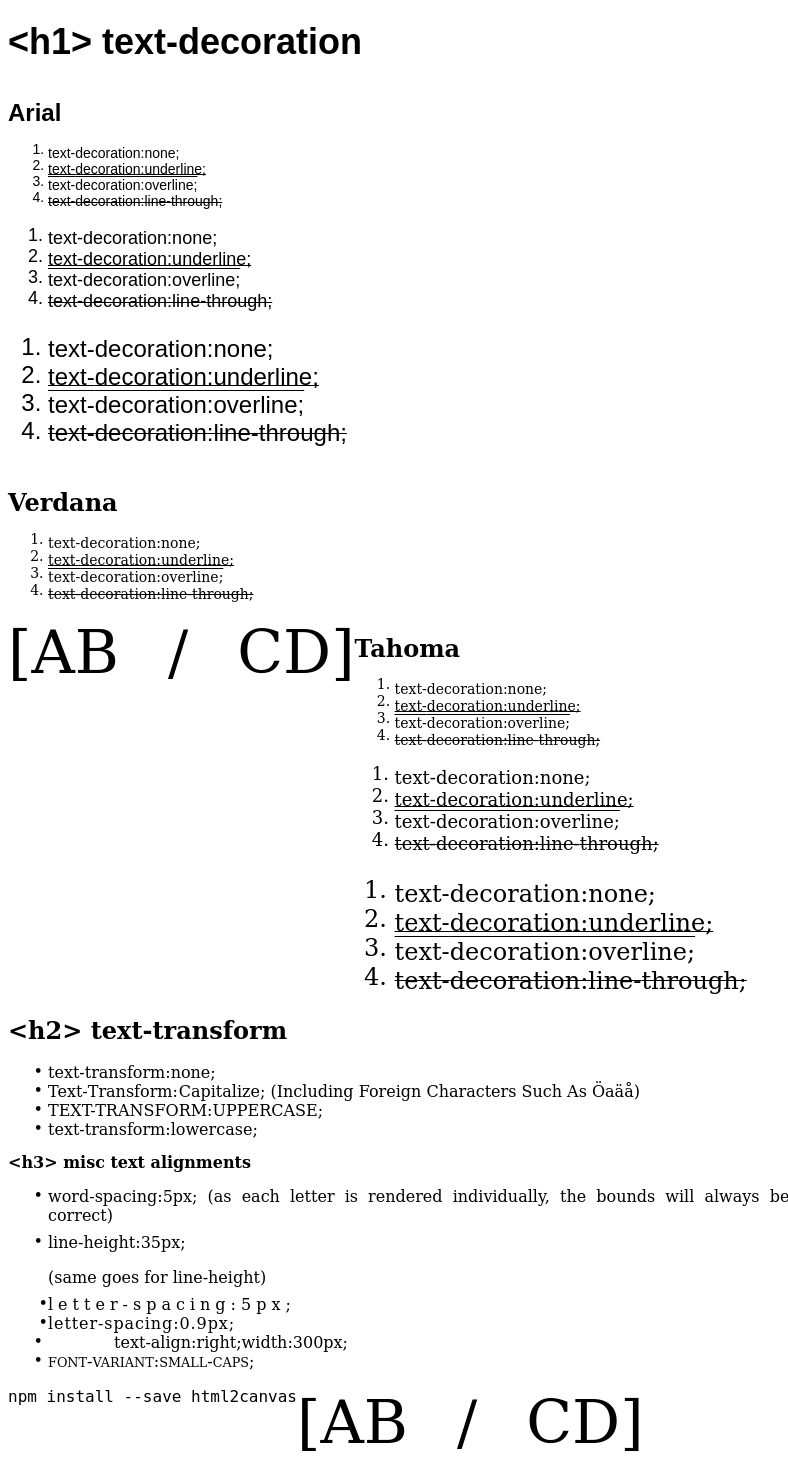 <h1> text-decoration
Arial
1. text-decoration:none;
2. text-decoration:underline;
3. text-decoration:overline;
4. text-decoration:line-through;
1. text-decoration:none;
2. text-decoration:underline;
3. text-decoration:overline;
4. text-decoration:line-through;
1. text-decoration:none;
2. text-decoration:underline;
3. text-decoration:overline;
4. text-decoration:line-through;
Verdana
1. text-decoration:none;
2. text-decoration:underline;
3. text-decoration:overline;
4. text-decoration:line-through;
[AB / CD]
Tahoma
1. text-decoration:none;
2. text-decoration:underline;
3. text-decoration:overline;
4. text-decoration:line-through;
1. text-decoration:none;
2. text-decoration:underline;
3. text-decoration:overline;
4. text-decoration:line-through;
1. text-decoration:none;
2. text-decoration:underline;
3. text-decoration:overline;
4. text-decoration:line-through;
<h2> text-transform
• text-transform:none;
• Text-Transform:Capitalize; (Including Foreign Characters Such As Öaäå)
• TEXT-TRANSFORM:UPPERCASE;
• text-transform:lowercase;
<h3> misc text alignments
• word-spacing:5px; (as each letter is rendered individually, the bounds will always be
correct)
• line-height:35px;
(same goes for line-height)
• letter-spacing:5px;
• letter-spacing:0.9px;
• text-align:right;width:300px;
• FONT-VARIANT:SMALL-CAPS;
npm install --save html2canvas
[AB / CD]